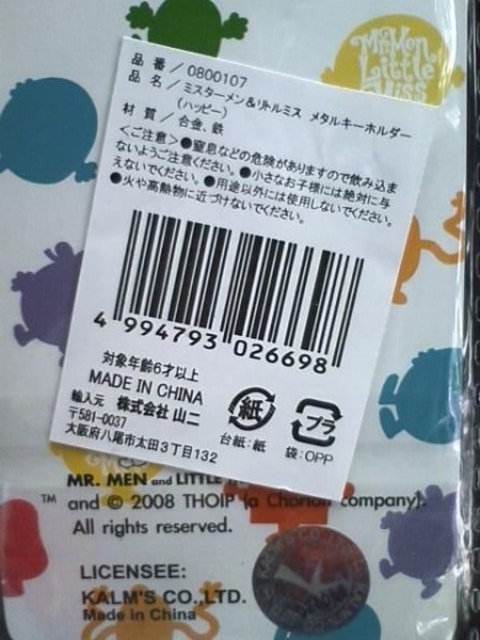 Mr.Men
Little
Miss
品 番 / 0800107
品 名 / ミスターメン&リトルミス メタルキーホルダー
(ハッピー)
材 質 / 合金、鉄
<ご注意>●窒息などの危険がありますので飲み込ま
ないようご注意ください。●小さなお子様には絶対に与
えないでください。●用途以外には使用しないでください。
●火や高熱物に近づけないでください。
4 994793 026698
対象年齢6才以上
MADE IN CHINA
輸入元 株式会社 山二
〒581-0037
大阪府八尾市太田3丁目132
紙
台紙:紙
プラ
袋:OPP
MR. MEN and LITTLE
TM and © 2008 THOIP (a Chorion company).
All rights reserved.
LICENSEE:
KALM'S CO.,LTD.
Made in China
KALM'S CO.,LTD.